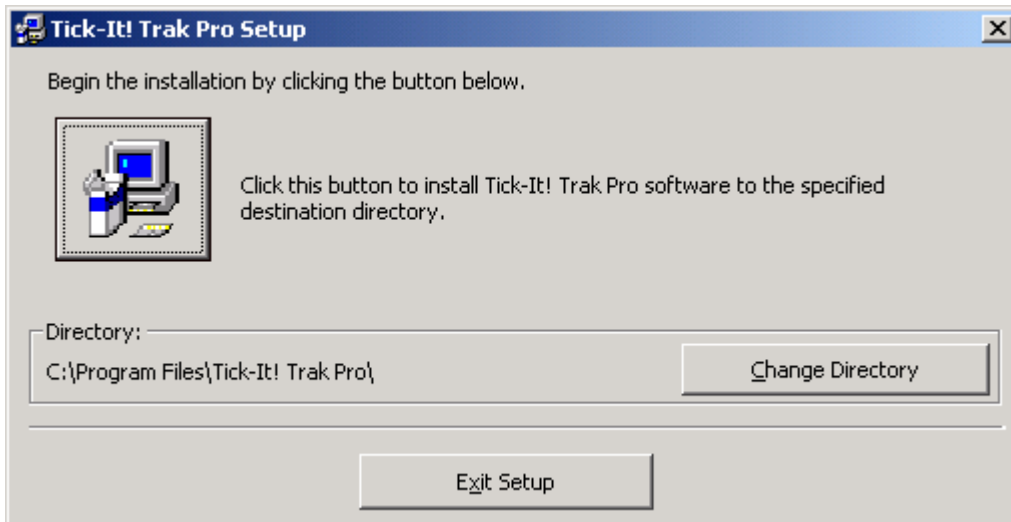 Tick-It! Trak Pro Setup
Begin the installation by clicking the button below.
Click this button to install Tick-It! Trak Pro software to the specified
destination directory.
Directory:
C:\Program Files\Tick-It! Trak Pro\
Change Directory
Exit Setup